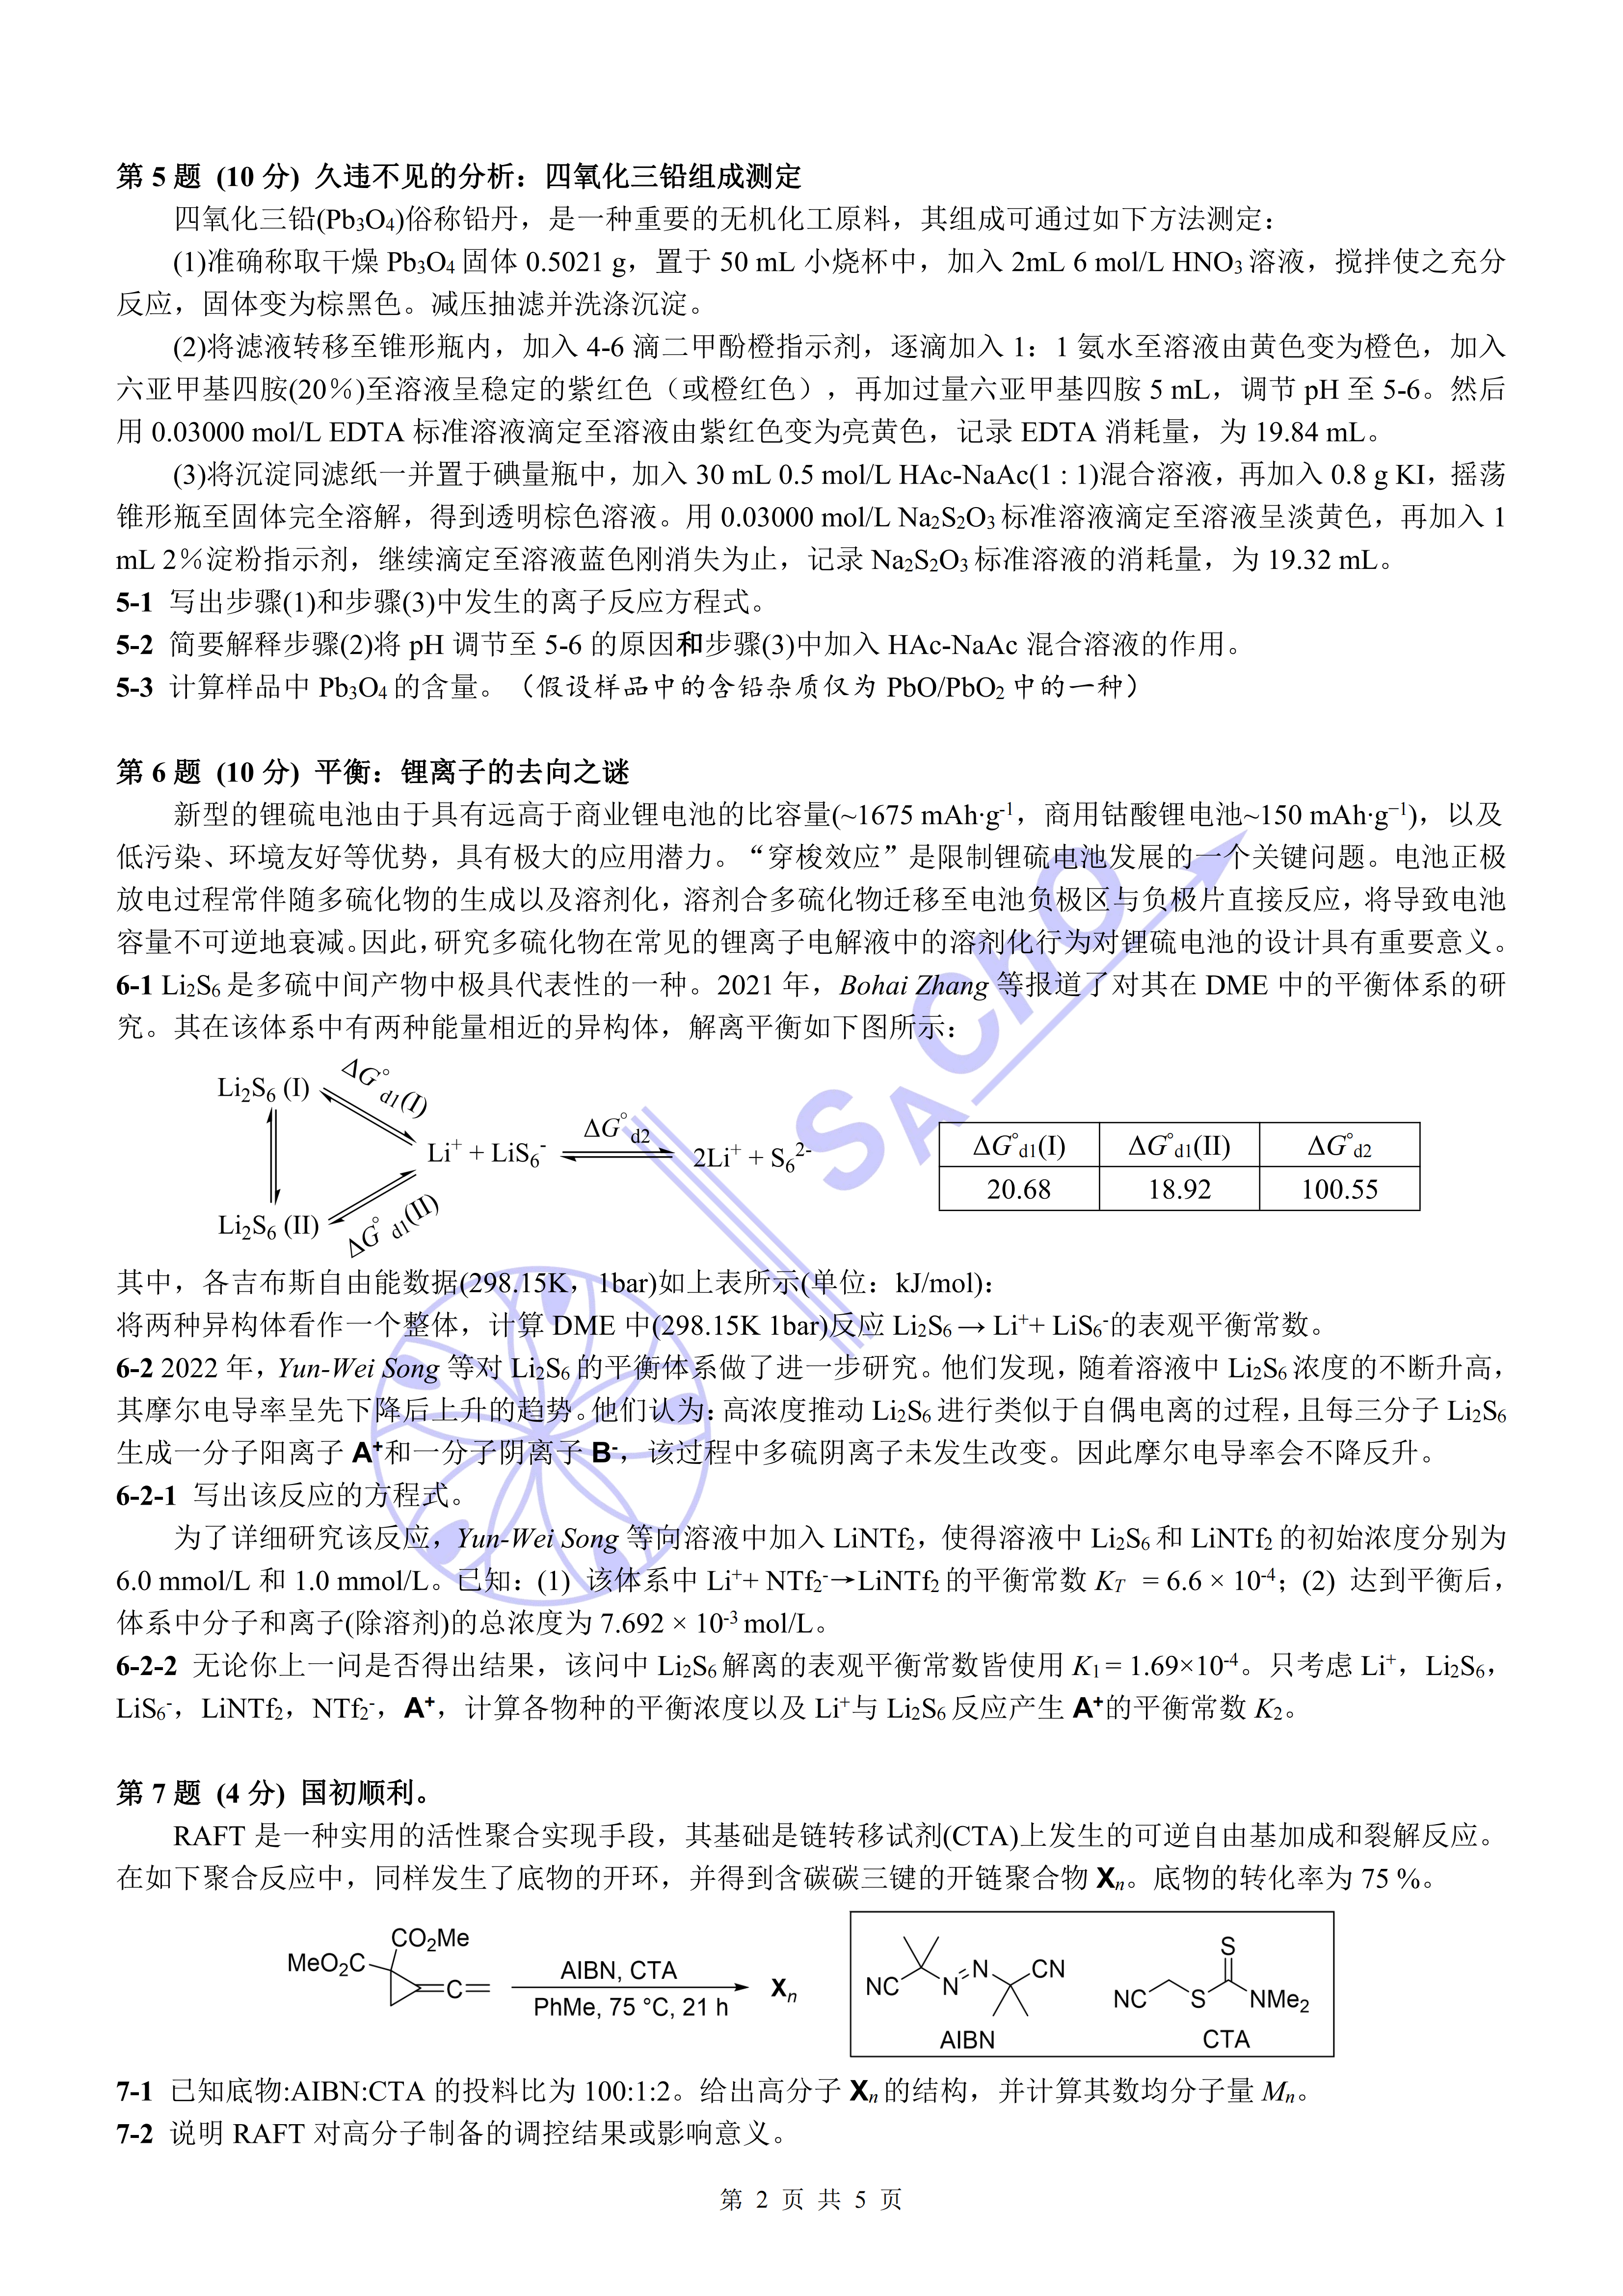 第 5 题 (10 分) 久违不见的分析：四氧化三铅组成测定
四氧化三铅(Pb₃O₄)俗称铅丹，是一种重要的无机化工原料，其组成可通过如下方法测定：
(1)准确称取干燥 Pb₃O₄ 固体 0.5021 g，置于 50 mL 小烧杯中，加入 2mL 6 mol/L HNO₃ 溶液，搅拌使之充分
反应，固体变为棕黑色。减压抽滤并洗涤沉淀。
(2)将滤液转移至锥形瓶内，加入 4-6 滴二甲酚橙指示剂，逐滴加入 1：1 氨水至溶液由黄色变为橙色，加入
六亚甲基四胺(20％)至溶液呈稳定的紫红色（或橙红色），再加过量六亚甲基四胺 5 mL，调节 pH 至 5-6。然后
用 0.03000 mol/L EDTA 标准溶液滴定至溶液由紫红色变为亮黄色，记录 EDTA 消耗量，为 19.84 mL。
(3)将沉淀同滤纸一并置于碘量瓶中，加入 30 mL 0.5 mol/L HAc-NaAc(1 : 1)混合溶液，再加入 0.8 g KI，摇荡
锥形瓶至固体完全溶解，得到透明棕色溶液。用 0.03000 mol/L Na₂S₂O₃ 标准溶液滴定至溶液呈淡黄色，再加入 1
mL 2％淀粉指示剂，继续滴定至溶液蓝色刚消失为止，记录 Na₂S₂O₃ 标准溶液的消耗量，为 19.32 mL。
5-1 写出步骤(1)和步骤(3)中发生的离子反应方程式。
5-2 简要解释步骤(2)将 pH 调节至 5-6 的原因和步骤(3)中加入 HAc-NaAc 混合溶液的作用。
5-3 计算样品中 Pb₃O₄ 的含量。（假设样品中的含铅杂质仅为 PbO/PbO₂ 中的一种）
第 6 题 (10 分) 平衡：锂离子的去向之谜
新型的锂硫电池由于具有远高于商业锂电池的比容量(~1675 mAh·g⁻¹，商用钴酸锂电池~150 mAh·g⁻¹)，以及
低污染、环境友好等优势，具有极大的应用潜力。“穿梭效应”是限制锂硫电池发展的一个关键问题。电池正极
放电过程常伴随多硫化物的生成以及溶剂化，溶剂合多硫化物迁移至电池负极区与负极片直接反应，将导致电池
容量不可逆地衰减。因此，研究多硫化物在常见的锂离子电解液中的溶剂化行为对锂硫电池的设计具有重要意义。
6-1 Li₂S₆ 是多硫中间产物中极具代表性的一种。2021 年，Bohai Zhang 等报道了对其在 DME 中的平衡体系的研
究。其在该体系中有两种能量相近的异构体，解离平衡如下图所示：
Li₂S₆ (I)
ΔG°d1(I)
Li⁺ + LiS₆⁻
ΔG°d2
2Li⁺ + S₆²⁻
Li₂S₆ (II)
ΔG°d1(II)
ΔG°d1(I) ΔG°d1(II) ΔG°d2
20.68 18.92 100.55
SAChO
其中，各吉布斯自由能数据(298.15K，1bar)如上表所示(单位：kJ/mol)：
将两种异构体看作一个整体，计算 DME 中(298.15K 1bar)反应 Li₂S₆ → Li⁺+ LiS₆⁻的表观平衡常数。
6-2 2022 年，Yun-Wei Song 等对 Li₂S₆ 的平衡体系做了进一步研究。他们发现，随着溶液中 Li₂S₆ 浓度的不断升高，
其摩尔电导率呈先下降后上升的趋势。他们认为：高浓度推动 Li₂S₆ 进行类似于自偶电离的过程，且每三分子 Li₂S₆
生成一分子阳离子 A⁺和一分子阴离子 B⁻，该过程中多硫阴离子未发生改变。因此摩尔电导率会不降反升。
6-2-1 写出该反应的方程式。
为了详细研究该反应，Yun-Wei Song 等向溶液中加入 LiNTf₂，使得溶液中 Li₂S₆ 和 LiNTf₂ 的初始浓度分别为
6.0 mmol/L 和 1.0 mmol/L。已知：(1) 该体系中 Li⁺+ NTf₂⁻→LiNTf₂ 的平衡常数 K_T = 6.6 × 10⁻⁴；(2) 达到平衡后，
体系中分子和离子(除溶剂)的总浓度为 7.692 × 10⁻³ mol/L。
6-2-2 无论你上一问是否得出结果，该问中 Li₂S₆ 解离的表观平衡常数皆使用 K₁ = 1.69×10⁻⁴。只考虑 Li⁺，Li₂S₆，
LiS₆⁻，LiNTf₂，NTf₂⁻，A⁺，计算各物种的平衡浓度以及 Li⁺与 Li₂S₆ 反应产生 A⁺的平衡常数 K₂。
第 7 题 (4 分) 国初顺利。
RAFT 是一种实用的活性聚合实现手段，其基础是链转移试剂(CTA)上发生的可逆自由基加成和裂解反应。
在如下聚合反应中，同样发生了底物的开环，并得到含碳碳三键的开链聚合物 Xₙ。底物的转化率为 75 %。
CO₂Me
MeO₂C
C
AIBN, CTA
PhMe, 75 °C, 21 h
Xₙ
NC N N CN
AIBN
S
NC S NMe₂
CTA
7-1 已知底物:AIBN:CTA 的投料比为 100:1:2。给出高分子 Xₙ 的结构，并计算其数均分子量 Mₙ。
7-2 说明 RAFT 对高分子制备的调控结果或影响意义。
第 2 页 共 5 页